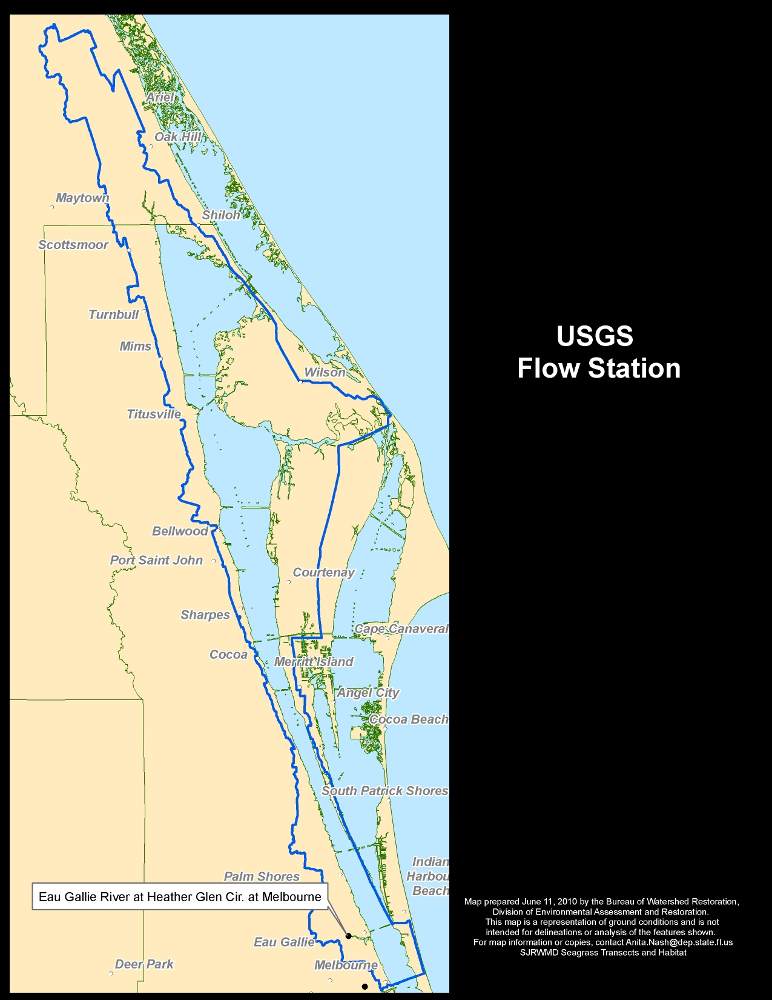 Ariel
Oak Hill
Maytown
Shiloh
Scottsmoor
Turnbull
Mims
Wilson
Titusville
Bellwood
Port Saint John
Courtenay
Sharpes
Cape Canaveral
Cocoa
Merritt Island
Angel City
Cocoa Beach
South Patrick Shores
Indian
Harbou
Beach
Palm Shores
Eau Gallie River at Heather Glen Cir. at Melbourne
Eau Gallie
Deer Park
Melbourne
USGS
Flow Station
Map prepared June 11, 2010 by the Bureau of Watershed Restoration,
Division of Environmental Assessment and Restoration.
This map is a representation of ground conditions and is not
intended for delineations or analysis of the features shown.
For map information or copies, contact Anita.Nash@dep.state.fl.us
SJRWMD Seagrass Transects and Habitat